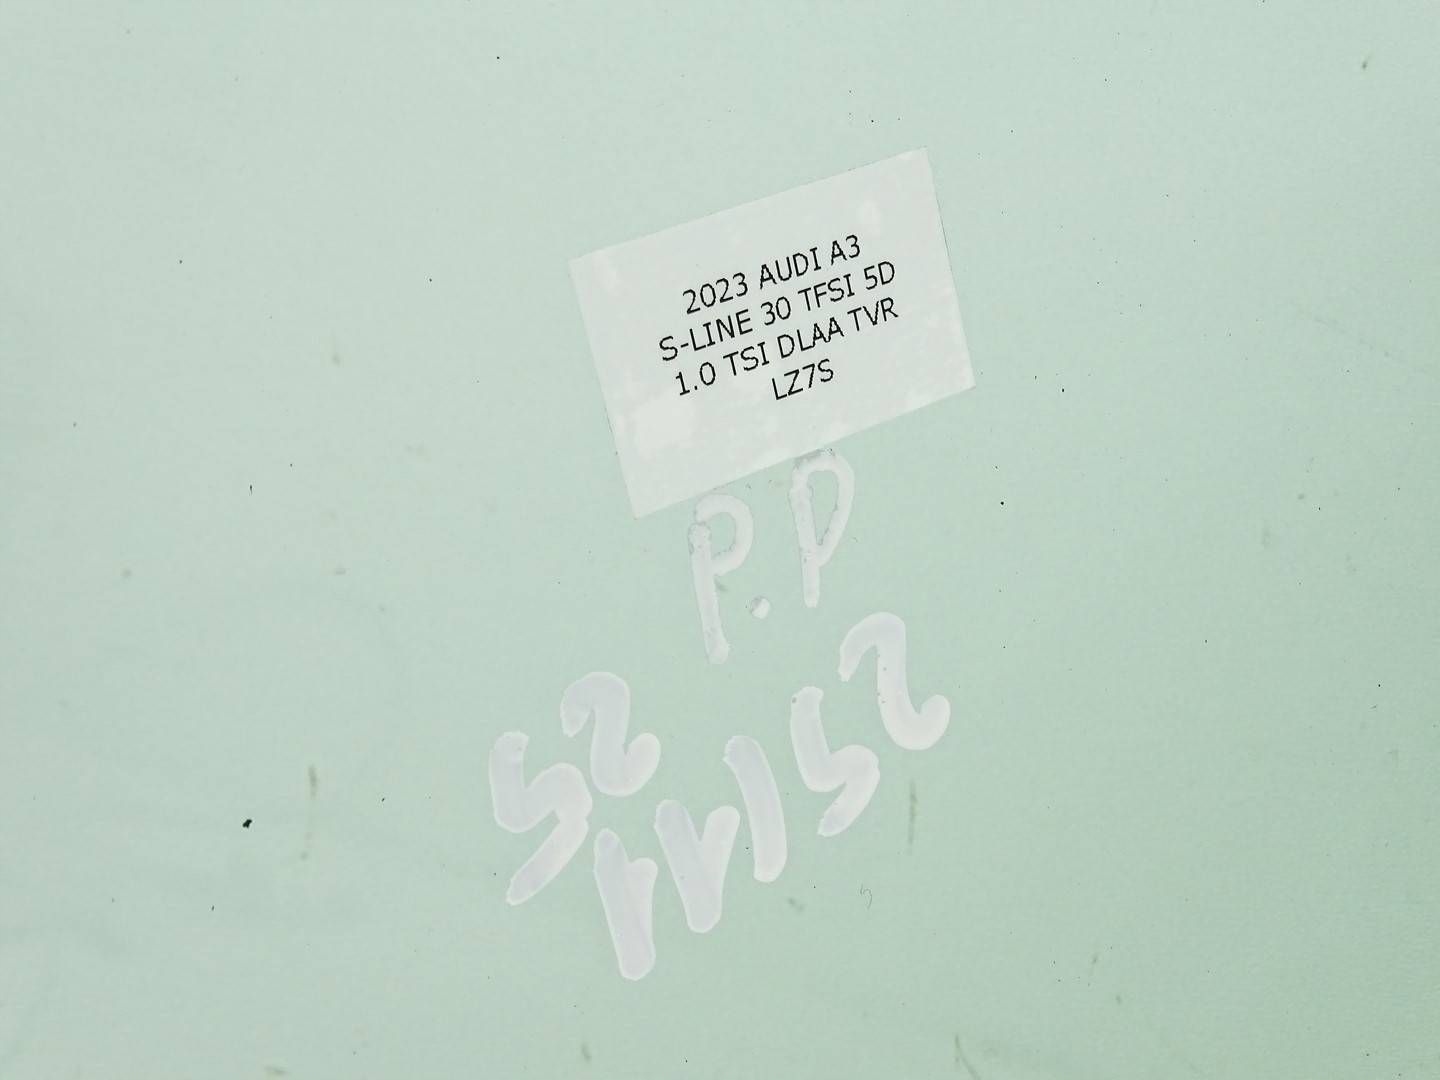 2023 AUDI A3
S-LINE 30 TFSI 5D
1.0 TSI DLAA TVR
LZ7S
P.D